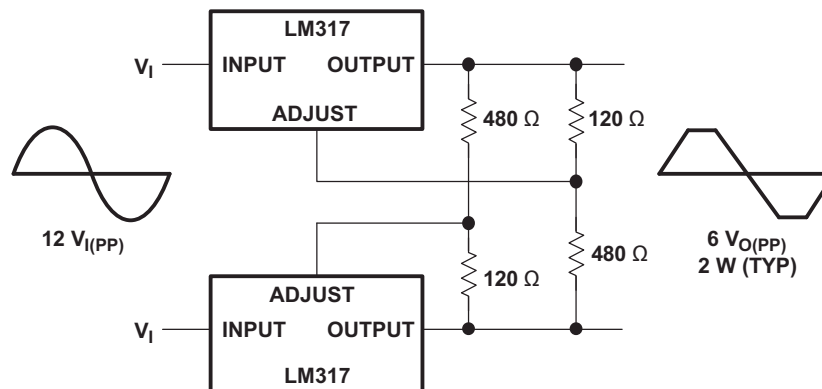 LM317
V_I INPUT OUTPUT
ADJUST
480 Ω 120 Ω
12 V_I(PP)
6 V_O(PP)
2 W (TYP)
120 Ω 480 Ω
ADJUST
V_I INPUT OUTPUT
LM317